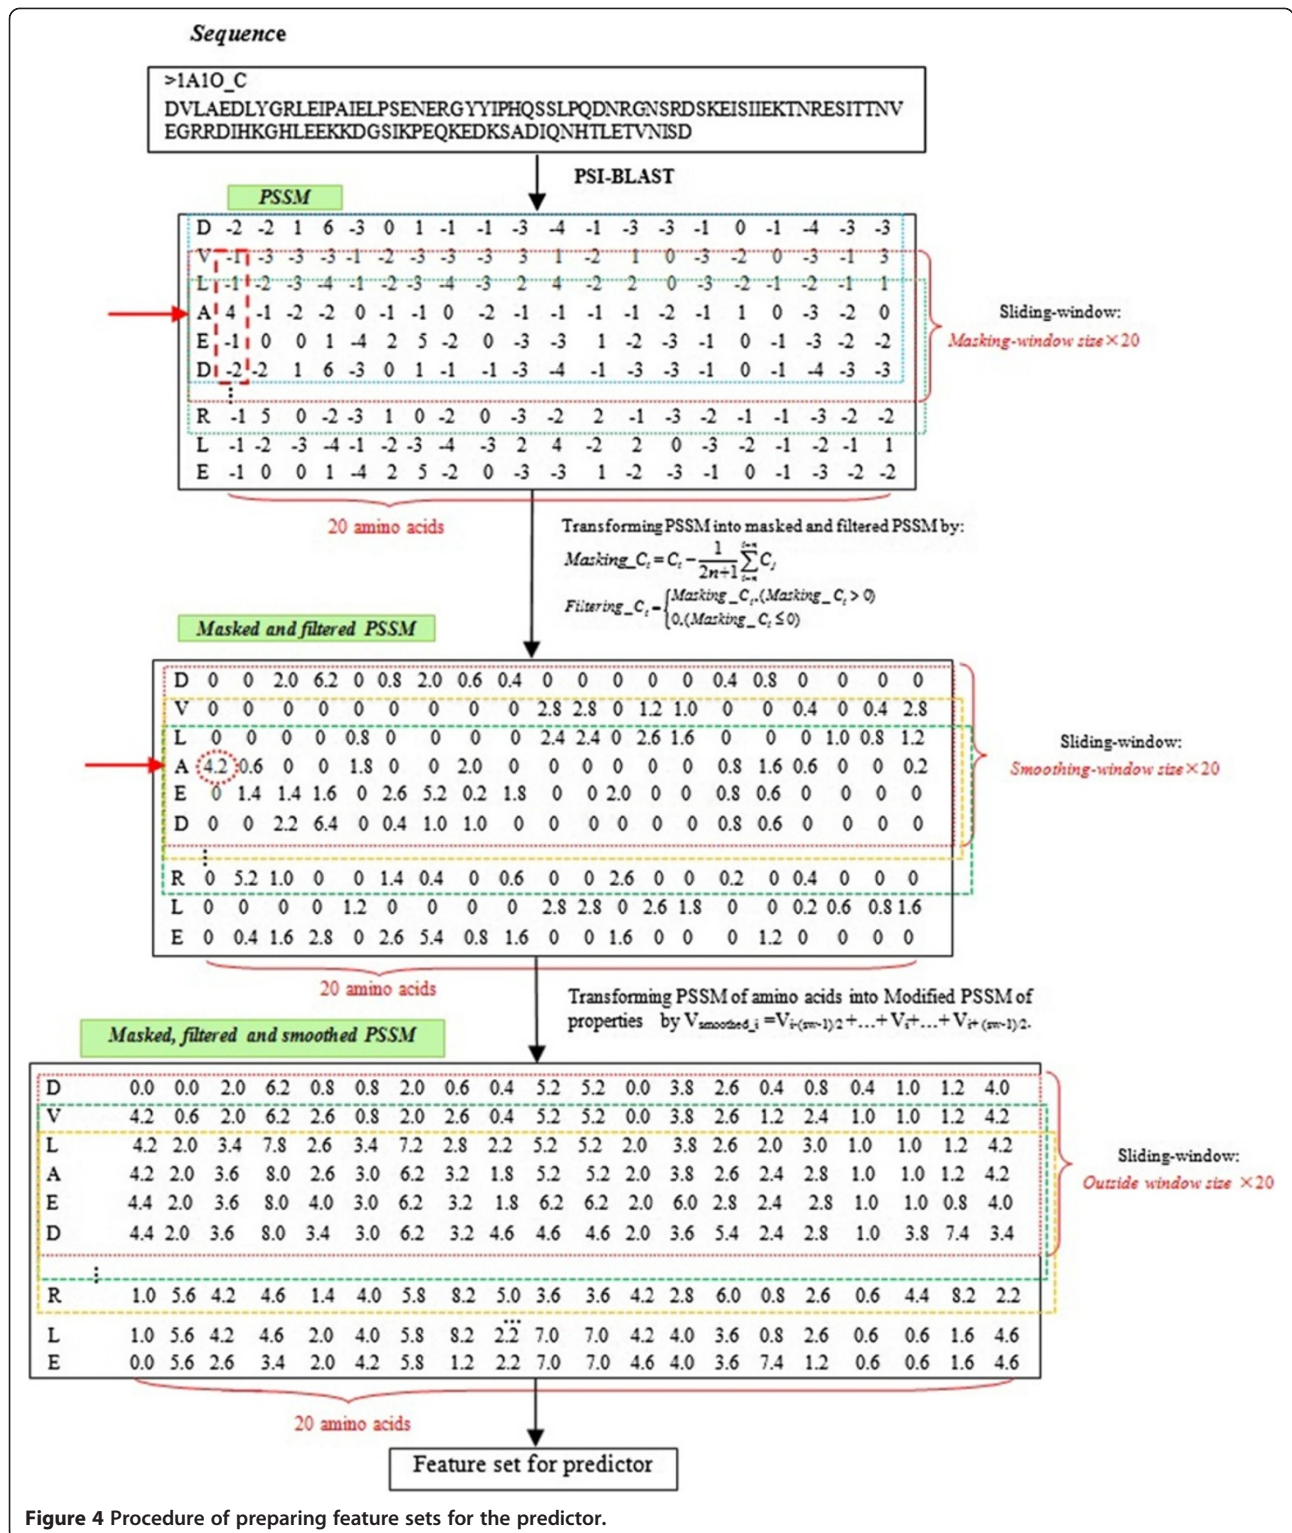 Sequence
>1A1O_C
DVLAEDLYGRLEIPAIELPSENERGYYIPHQSSLPQDNRGNSRDSKEISIIEKTNRESITTNV
EGRRDIHKGHLEEKKDGSIKPEQKEDKSADIQNHTLETVNISD
PSI-BLAST
PSSM
D -2 -2 1 6 -3 0 1 -1 -1 -3 -4 -1 -3 -3 -1 0 -1 -4 -3 -3
V -1 -3 -3 -3 -1 -2 -3 -3 -3 3 1 -2 1 0 -3 -2 0 -3 -1 3
L -1 -2 -3 -4 -1 -2 -3 -4 -3 2 4 -2 2 0 -3 -2 -1 -2 -1 1
A 4 -1 -2 -2 0 -1 -1 0 -2 -1 -1 -1 -1 -2 -1 1 0 -3 -2 0
E -1 0 0 1 -4 2 5 -2 0 -3 -3 1 -2 -3 -1 0 -1 -3 -2 -2
D -2 -2 1 6 -3 0 1 -1 -1 -3 -4 -1 -3 -3 -1 0 -1 -4 -3 -3
⋮
R -1 5 0 -2 -3 1 0 -2 0 -3 -2 2 -1 -3 -2 -1 -1 -3 -2 -2
L -1 -2 -3 -4 -1 -2 -3 -4 -3 2 4 -2 2 0 -3 -2 -1 -2 -1 1
E -1 0 0 1 -4 2 5 -2 0 -3 -3 1 -2 -3 -1 0 -1 -3 -2 -2
Sliding-window:
Masking-window size×20
20 amino acids
Transforming PSSM into masked and filtered PSSM by:
Masking_C_i = C_i - 1/(2n+1) ∑ C_j
Filtering_C_i = { Masking_C_i, (Masking_C_i > 0)
0, (Masking_C_i ≤ 0)
Masked and filtered PSSM
D 0 0 2.0 6.2 0 0.8 2.0 0.6 0.4 0 0 0 0 0 0.4 0.8 0 0 0 0
V 0 0 0 0 0 0 0 0 0 2.8 2.8 0 1.2 1.0 0 0 0.4 0 0.4 2.8
L 0 0 0 0 0.8 0 0 0 0 2.4 2.4 0 2.6 1.6 0 0 0 1.0 0.8 1.2
A 4.2 0.6 0 0 1.8 0 0 2.0 0 0 0 0 0 0 0.8 1.6 0.6 0 0 0.2
E 0 1.4 1.4 1.6 0 2.6 5.2 0.2 1.8 0 0 2.0 0 0 0.8 0.6 0 0 0 0
D 0 0 2.2 6.4 0 0.4 1.0 1.0 0 0 0 0 0 0 0.8 0.6 0 0 0 0
⋮
R 0 5.2 1.0 0 0 1.4 0.4 0 0.6 0 0 2.6 0 0 0.2 0 0.4 0 0 0
L 0 0 0 0 1.2 0 0 0 0 2.8 2.8 0 2.6 1.8 0 0 0.2 0.6 0.8 1.6
E 0 0.4 1.6 2.8 0 2.6 5.4 0.8 1.6 0 0 1.6 0 0 0 1.2 0 0 0 0
Sliding-window:
Smoothing-window size×20
20 amino acids
Transforming PSSM of amino acids into Modified PSSM of
properties by V_smoothed_i =V_i-(sw-1)/2 +...+ V_i+...+ V_i+ (sw-1)/2.
Masked, filtered and smoothed PSSM
D 0.0 0.0 2.0 6.2 0.8 0.8 2.0 0.6 0.4 5.2 5.2 0.0 3.8 2.6 0.4 0.8 0.4 1.0 1.2 4.0
V 4.2 0.6 2.0 6.2 2.6 0.8 2.0 2.6 0.4 5.2 5.2 0.0 3.8 2.6 1.2 2.4 1.0 1.0 1.2 4.2
L 4.2 2.0 3.4 7.8 2.6 3.4 7.2 2.8 2.2 5.2 5.2 2.0 3.8 2.6 2.0 3.0 1.0 1.0 1.2 4.2
A 4.2 2.0 3.6 8.0 2.6 3.0 6.2 3.2 1.8 5.2 5.2 2.0 3.8 2.6 2.4 2.8 1.0 1.0 1.2 4.2
E 4.4 2.0 3.6 8.0 4.0 3.0 6.2 3.2 1.8 6.2 6.2 2.0 6.0 2.8 2.4 2.8 1.0 1.0 0.8 4.0
D 4.4 2.0 3.6 8.0 3.4 3.0 6.2 3.2 4.6 4.6 4.6 2.0 3.6 5.4 2.4 2.8 1.0 3.8 7.4 3.4
⋮
R 1.0 5.6 4.2 4.6 1.4 4.0 5.8 8.2 5.0 3.6 3.6 4.2 2.8 6.0 0.8 2.6 0.6 4.4 8.2 2.2
...
L 1.0 5.6 4.2 4.6 2.0 4.0 5.8 8.2 2.2 7.0 7.0 4.2 4.0 3.6 0.8 2.6 0.6 0.6 1.6 4.6
E 0.0 5.6 2.6 3.4 2.0 4.2 5.8 1.2 2.2 7.0 7.0 4.6 4.0 3.6 7.4 1.2 0.6 0.6 1.6 4.6
Sliding-window:
Outside window size ×20
20 amino acids
Feature set for predictor
Figure 4 Procedure of preparing feature sets for the predictor.